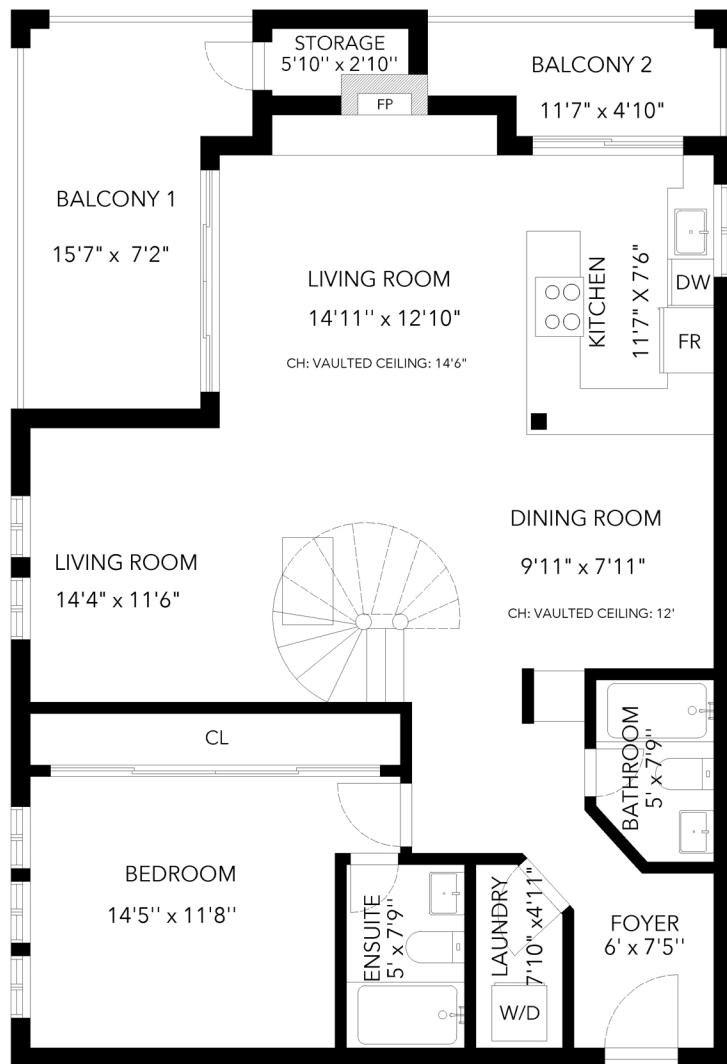 STORAGE
5'10'' x 2'10''
FP
BALCONY 2
11'7" x 4'10"
BALCONY 1
15'7" x 7'2"
LIVING ROOM
14'11'' x 12'10"
CH: VAULTED CEILING: 14'6"
KITCHEN
11'7" X 7'6"
DW
FR
DINING ROOM
9'11" x 7'11"
CH: VAULTED CEILING: 12'
LIVING ROOM
14'4" x 11'6"
CL
BATHROOM
5' x 7'9''
BEDROOM
14'5'' x 11'8''
ENSUITE
5' x 7'9''
LAUNDRY
7'10" x4'11"
W/D
FOYER
6' x 7'5''